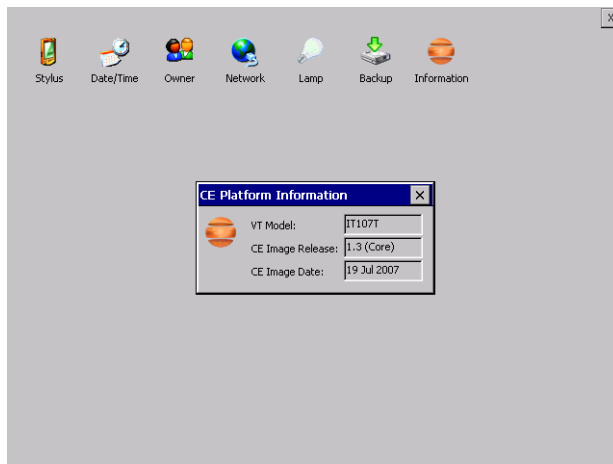 X
Stylus Date/Time Owner Network Lamp Backup Information
CE Platform Information
VT Model: IT107T
CE Image Release: 1.3 (Core)
CE Image Date: 19 Jul 2007